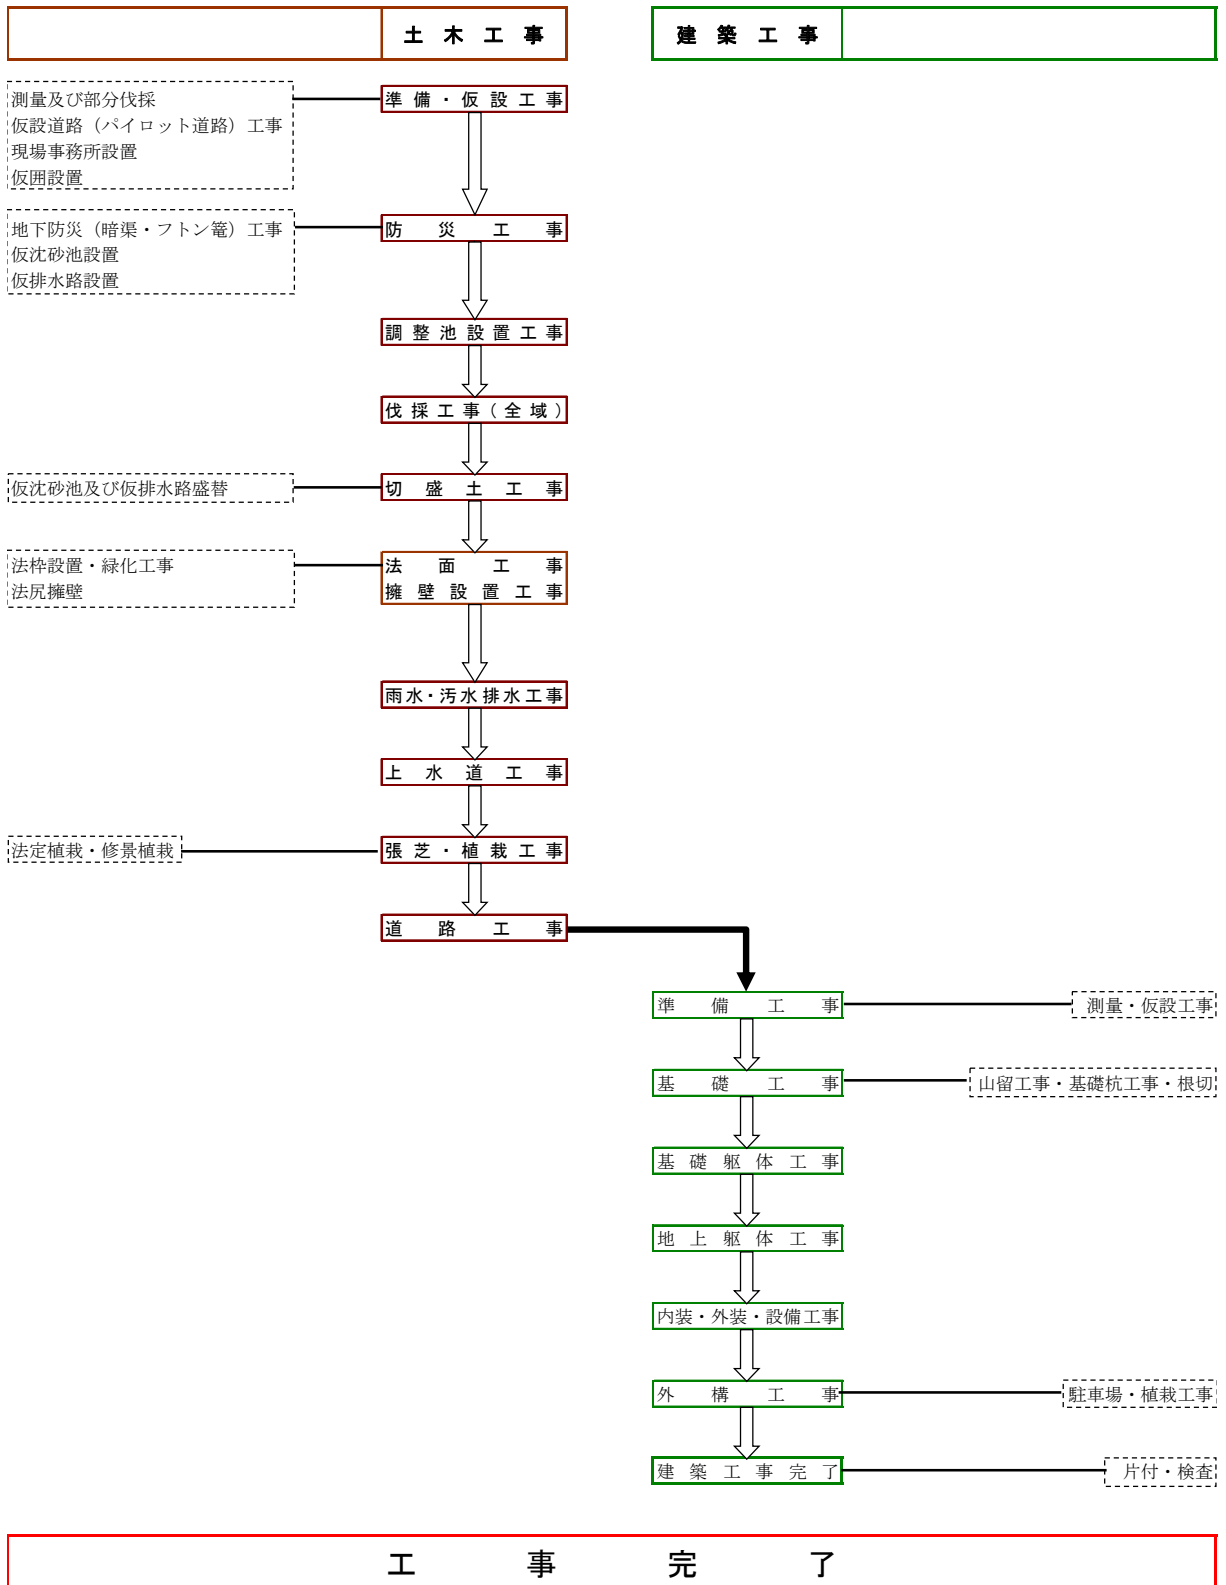 土木工事
建築工事
測量及び部分伐採
仮設道路（パイロット道路）工事
現場事務所設置
仮囲設置
準備・仮設工事
地下防災（暗渠・フトン篭）工事
仮沈砂池設置
仮排水路設置
防災工事
調整池設置工事
伐採工事（全域）
仮沈砂池及び仮排水路盛替
切盛土工事
法枠設置・緑化工事
法尻擁壁
法面工事
擁壁設置工事
雨水・汚水排水工事
上水道工事
法定植栽・修景植栽
張芝・植栽工事
道路工事
準備工事
測量・仮設工事
基礎工事
山留工事・基礎杭工事・根切
基礎躯体工事
地上躯体工事
内装・外装・設備工事
外構工事
駐車場・植栽工事
建築工事完了
片付・検査
工事完了